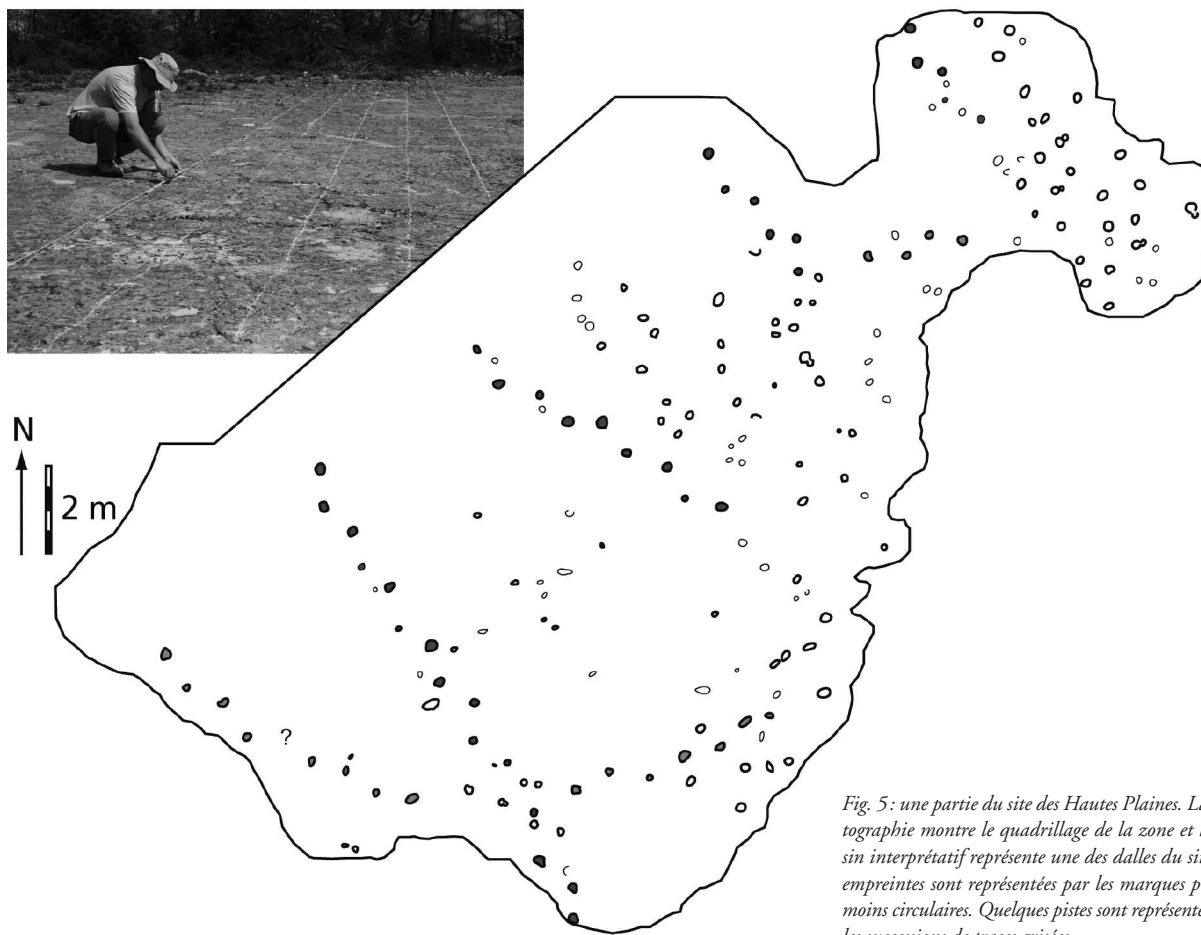 N
2 m
?
Fig. 5 : une partie du site des Hautes Plaines. La
tographie montre le quadrillage de la zone et
sin interprétatif représente une des dalles du si
empreintes sont représentées par les marques p
moins circulaires. Quelques pistes sont représent